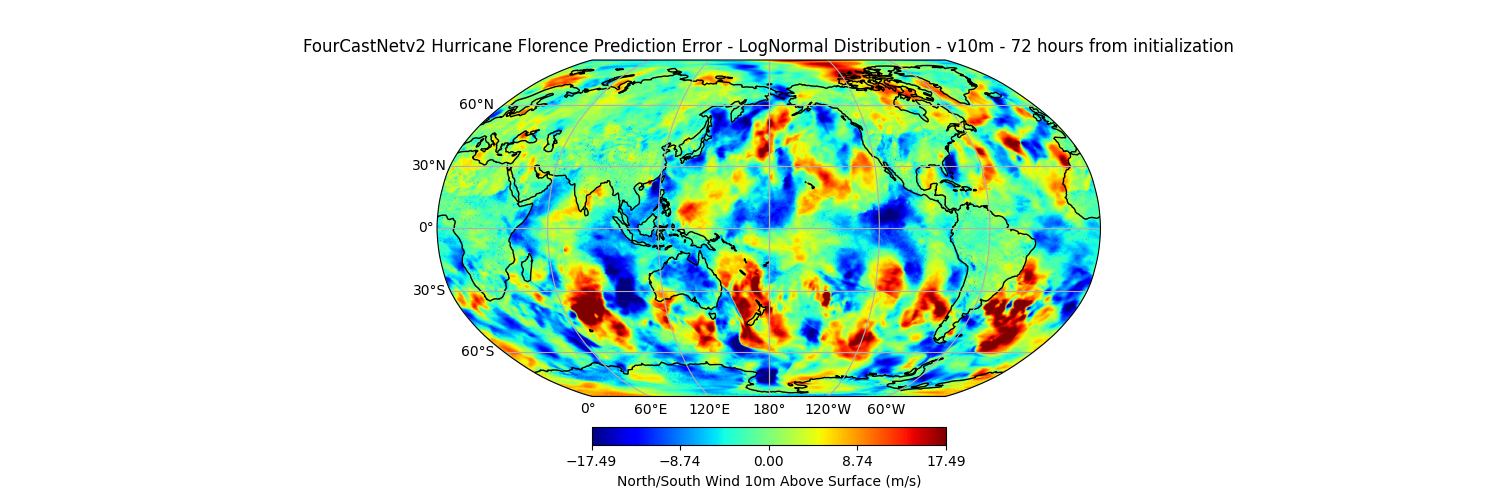 FourCastNetv2 Hurricane Florence Prediction Error - LogNormal Distribution - v10m - 72 hours from initialization
60°N
30°N
0°
30°S
60°S
0° 60°E 120°E 180° 120°W 60°W
−17.49 −8.74 0.00 8.74 17.49
North/South Wind 10m Above Surface (m/s)